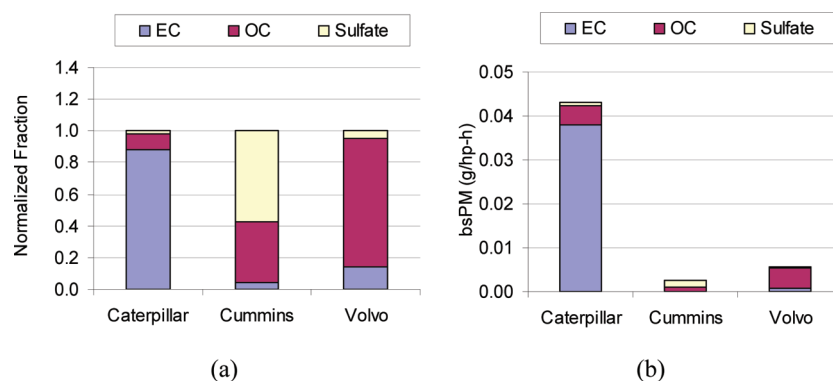 EC OC Sulfate
Normalized Fraction
1.4
1.2
1.0
0.8
0.6
0.4
0.2
0.0
Caterpillar Cummins Volvo
(a)
EC OC Sulfate
bsPM (g/hp-h)
0.05
0.04
0.03
0.02
0.01
0.00
Caterpillar Cummins Volvo
(b)